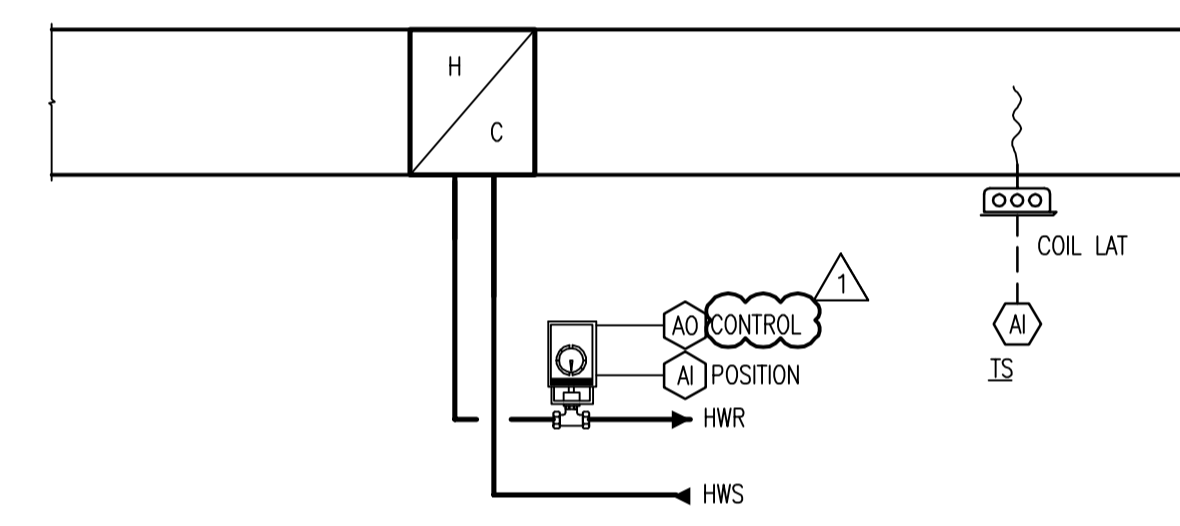 H
C
COIL LAT
1
AO CONTROL
AI
AI POSITION
TS
HWR
HWS